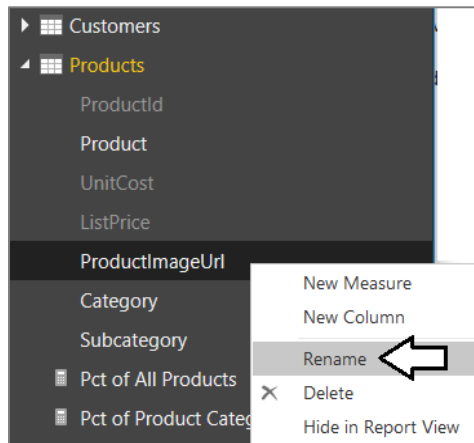 Customers
Products
ProductId
Product
UnitCost
ListPrice
ProductImageUrl
New Measure
Category
New Column
Subcategory
Rename
Pct of All Products
Delete
Pct of Product
Hide in Report View